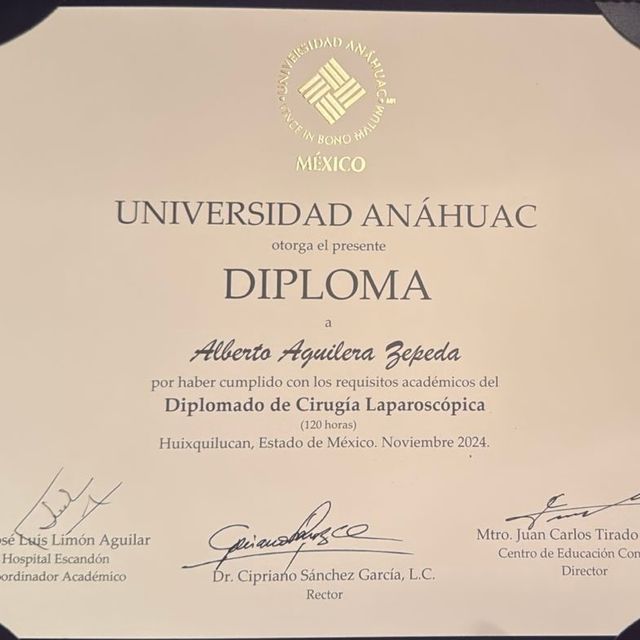 UNIVERSIDAD ANÁHUAC
VINCE IN BONO MALUM
MÉXICO
UNIVERSIDAD ANÁHUAC
otorga el presente
DIPLOMA
a
Alberto Aguilera Zepeda
por haber cumplido con los requisitos académicos del
Diplomado de Cirugía Laparoscópica
(120 horas)
Huixquilucan, Estado de México. Noviembre 2024.
osé Luis Limón Aguilar
Hospital Escandón
oordinador Académico
Dr. Cipriano Sánchez García, L.C.
Rector
Mtro. Juan Carlos Tirado
Centro de Educación Con
Director